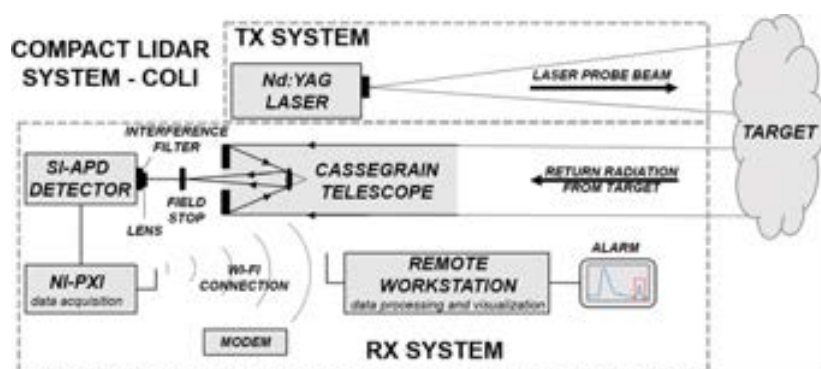 COMPACT LIDAR
SYSTEM - COLI
TX SYSTEM
Nd:YAG
LASER
LASER PROBE BEAM
TARGET
INTERFERENCE
FILTER
SI-APD
DETECTOR
LENS
FIELD
STOP
CASSEGRAIN
TELESCOPE
RETURN RADIATION
FROM TARGET
NI-PXI
data acquisition
WI-FI
CONNECTION
MODEM
REMOTE
WORKSTATION
data processing and visualization
ALARM
RX SYSTEM